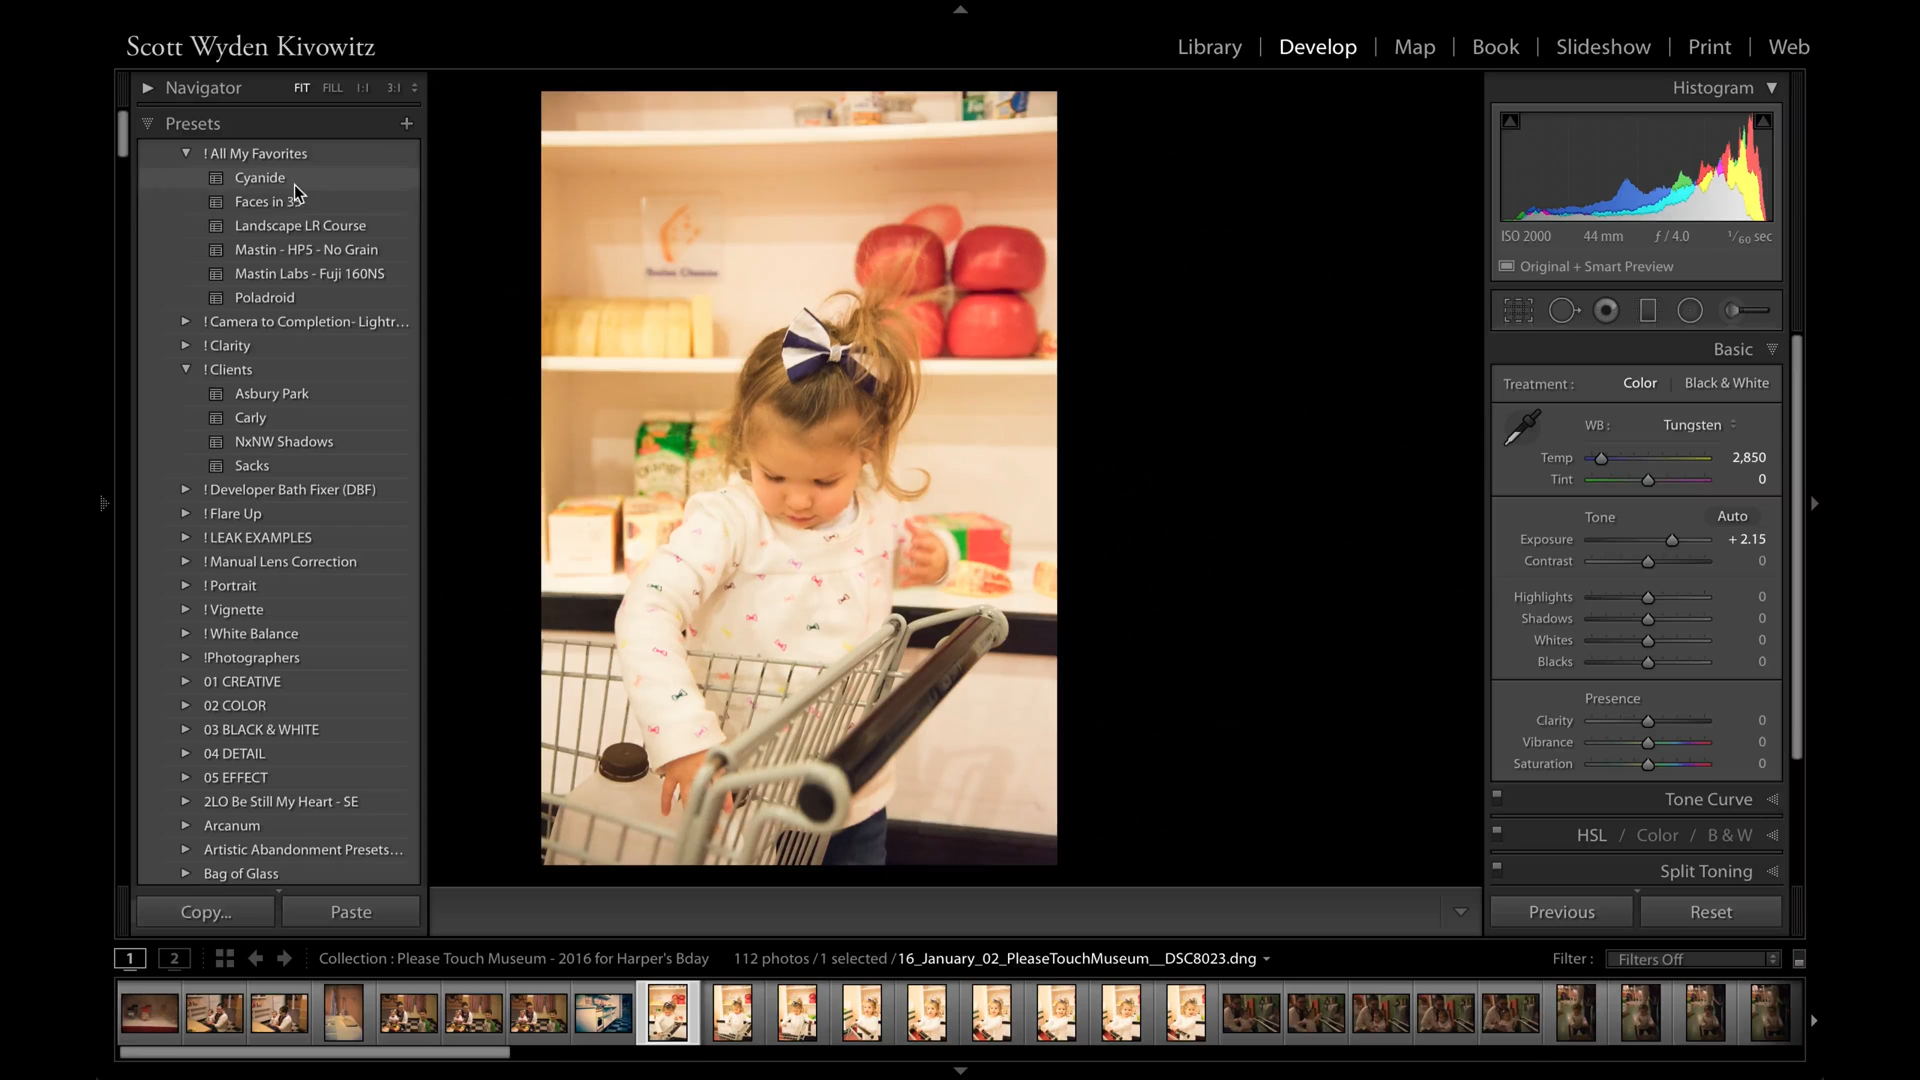 Scott Wyden Kivowitz
Library | Develop | Map | Book | Slideshow | Print | Web
Navigator FIT FILL 1:1 3:1
Presets +
! All My Favorites
Cyanide
Faces in
Landscape LR Course
Mastin - HP5 - No Grain
Mastin Labs - Fuji 160NS
Poladroid
! Camera to Completion- Lightr...
! Clarity
! Clients
Asbury Park
Carly
NxNW Shadows
Sacks
! Developer Bath Fixer (DBF)
! Flare Up
! LEAK EXAMPLES
! Manual Lens Correction
! Portrait
! Vignette
! White Balance
!Photographers
01 CREATIVE
02 COLOR
03 BLACK & WHITE
04 DETAIL
05 EFFECT
2LO Be Still My Heart - SE
Arcanum
Artistic Abandonment Presets...
Bag of Glass
Copy... Paste
Histogram
ISO 2000 44 mm ƒ / 4.0 1/60 sec
Original + Smart Preview
Basic
Treatment : Color | Black & White
WB : Tungsten
Temp 2,850
Tint 0
Tone Auto
Exposure + 2.15
Contrast 0
Highlights 0
Shadows 0
Whites 0
Blacks 0
Presence
Clarity 0
Vibrance 0
Saturation 0
Tone Curve
HSL / Color / B & W
Split Toning
Previous Reset
1 2 Collection : Please Touch Museum - 2016 for Harper's Bday 112 photos / 1 selected / 16_January_02_PleaseTouchMuseum__DSC8023.dng Filter : Filters Off